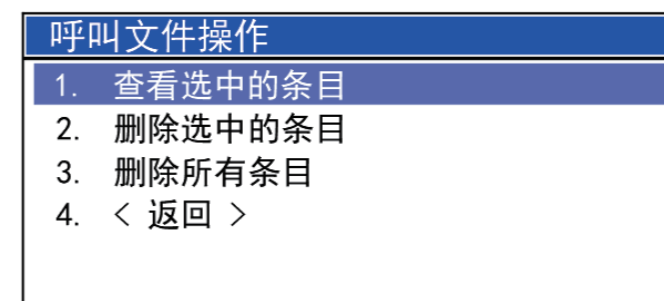 呼叫文件操作
1. 查看选中的条目
2. 删除选中的条目
3. 删除所有条目
4. < 返回 >